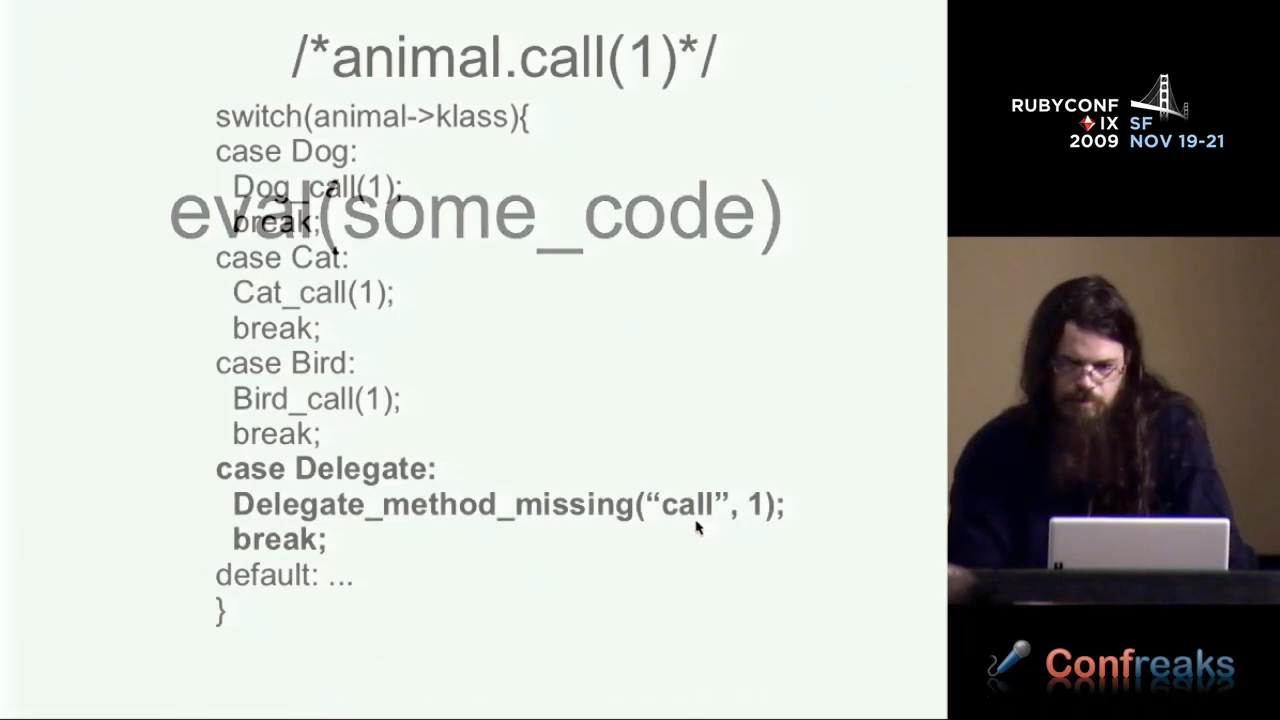 /*animal.call(1)*/
switch(animal->klass){
case Dog:
Dog_call(1);
eval(some_code)
break;
case Cat:
Cat_call(1);
break;
case Bird:
Bird_call(1);
break;
case Delegate:
Delegate_method_missing(“call”, 1);
break;
default: ...
}
RUBYCONF
IX SF
2009 NOV 19-21
Confreaks